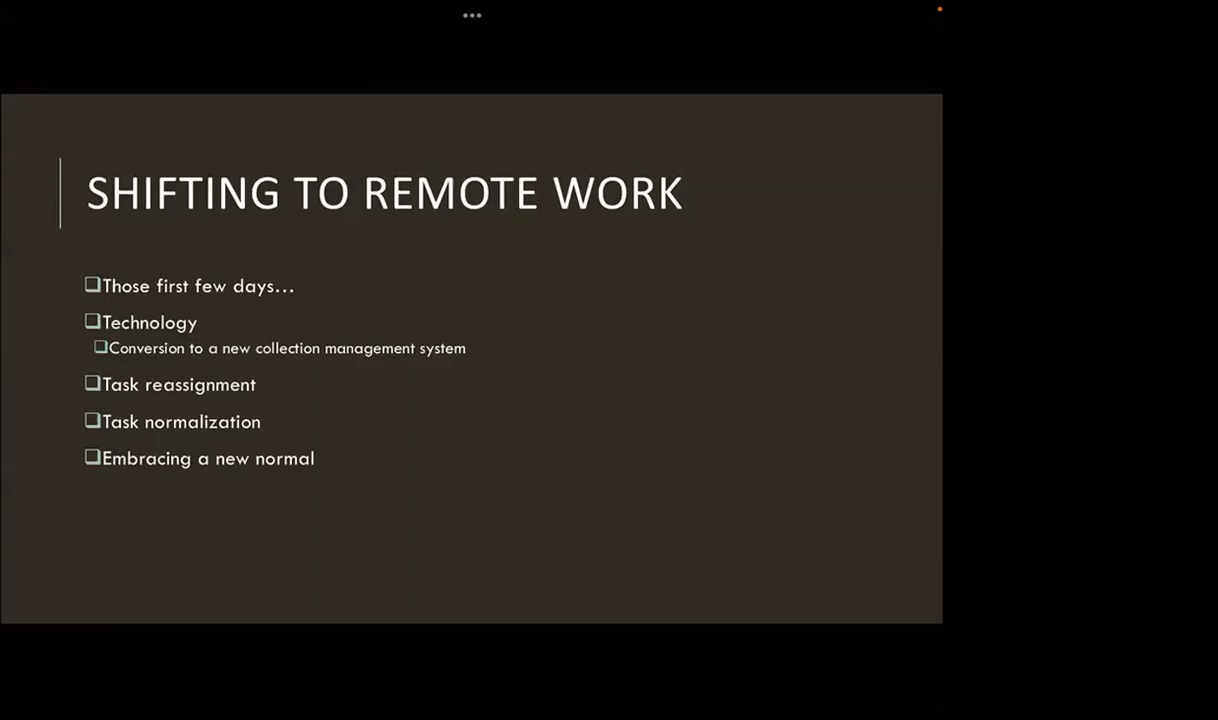 SHIFTING TO REMOTE WORK
Those first few days...
Technology
Conversion to a new collection management system
Task reassignment
Task normalization
Embracing a new normal